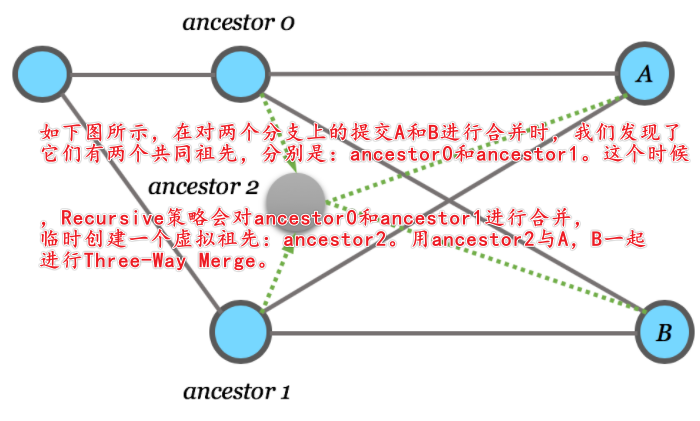 ancestor 0
A
如下图所示，在对两个分支上的提交A和B进行合并时，我们发现了
它们有两个共同祖先，分别是：ancestor0和ancestor1。这个时候
ancestor 2
，Recursive策略会对ancestor0和ancestor1进行合并，
临时创建一个虚拟祖先：ancestor2。用ancestor2与A，B一起
进行Three-Way Merge。
B
ancestor 1